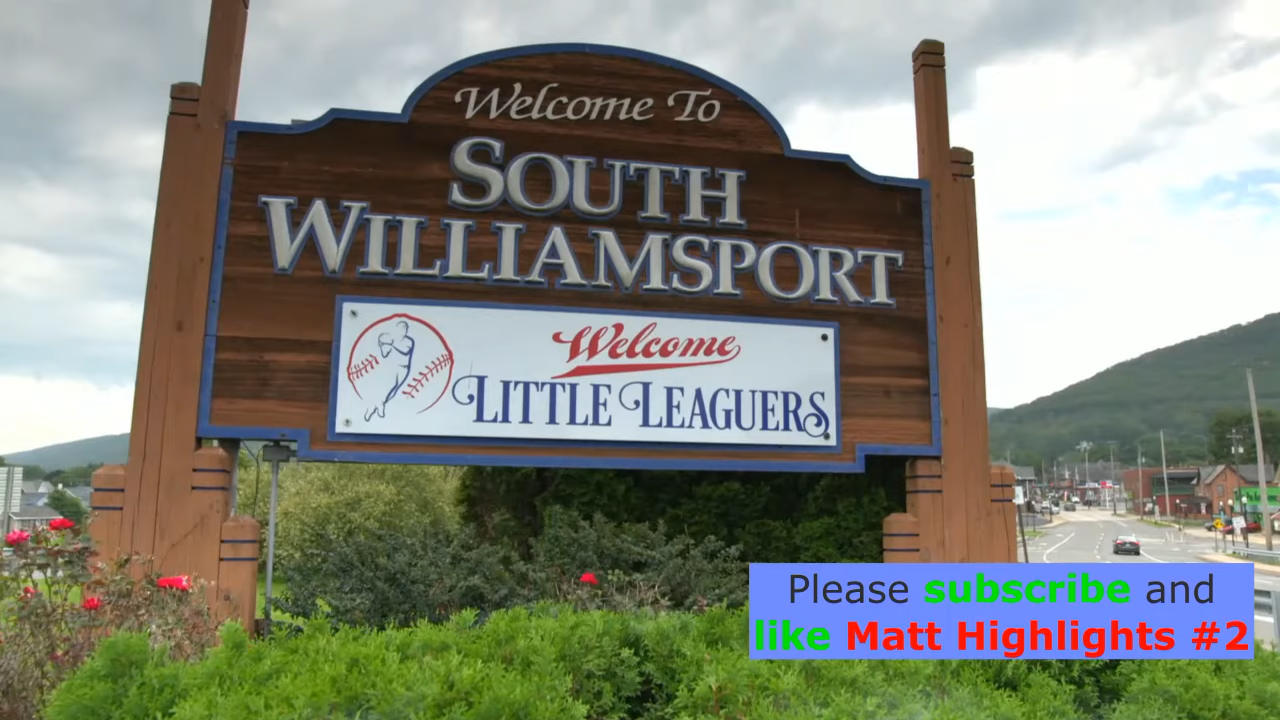 Welcome To
SOUTH
WILLIAMSPORT
Welcome
LITTLE LEAGUERS
Please subscribe and
like Matt Highlights #2